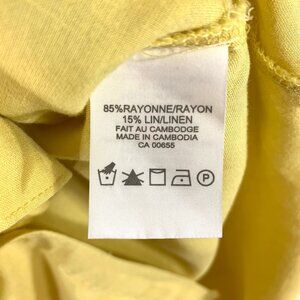 85%RAYONNE/RAYON
15% LIN/LINEN
FAIT AU CAMBODGE
MADE IN CAMBODIA
CA 00655
P